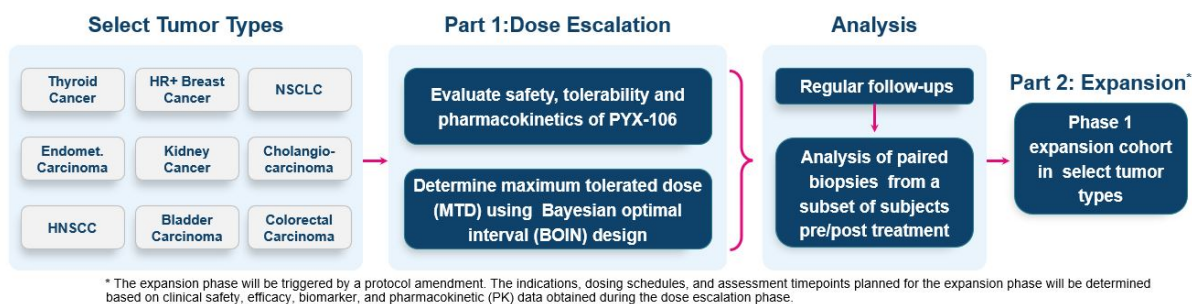 Select Tumor Types
Thyroid
Cancer
HR+ Breast
Cancer
NSCLC
Endomet.
Carcinoma
Kidney
Cancer
Cholangio-
carcinoma
HNSCC
Bladder
Carcinoma
Colorectal
Carcinoma
Part 1:Dose Escalation
Evaluate safety, tolerability and
pharmacokinetics of PYX-106
Determine maximum tolerated dose
(MTD) using Bayesian optimal
interval (BOIN) design
Analysis
Regular follow-ups
Analysis of paired
biopsies from a
subset of subjects
pre/post treatment
Part 2: Expansion*
Phase 1
expansion cohort
in select tumor
types
* The expansion phase will be triggered by a protocol amendment. The indications, dosing schedules, and assessment timepoints planned for the expansion phase will be determined
based on clinical safety, efficacy, biomarker, and pharmacokinetic (PK) data obtained during the dose escalation phase.